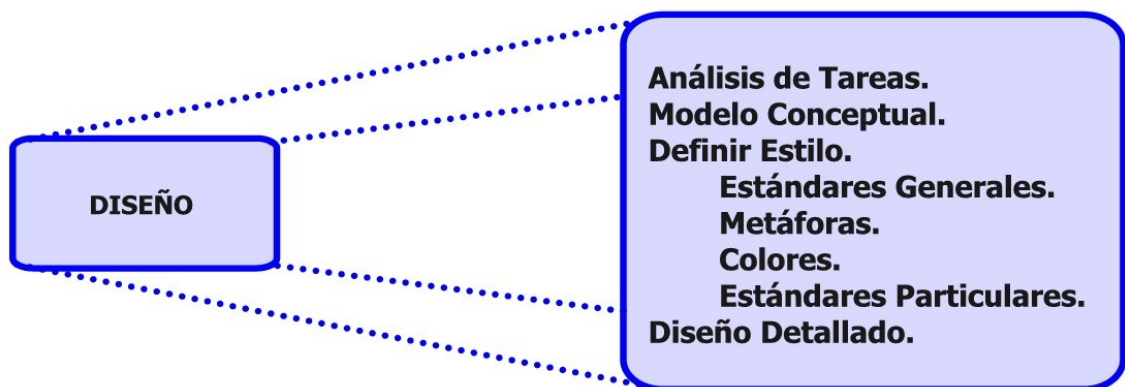 DISEÑO
Análisis de Tareas.
Modelo Conceptual.
Definir Estilo.
Estándares Generales.
Metáforas.
Colores.
Estándares Particulares.
Diseño Detallado.